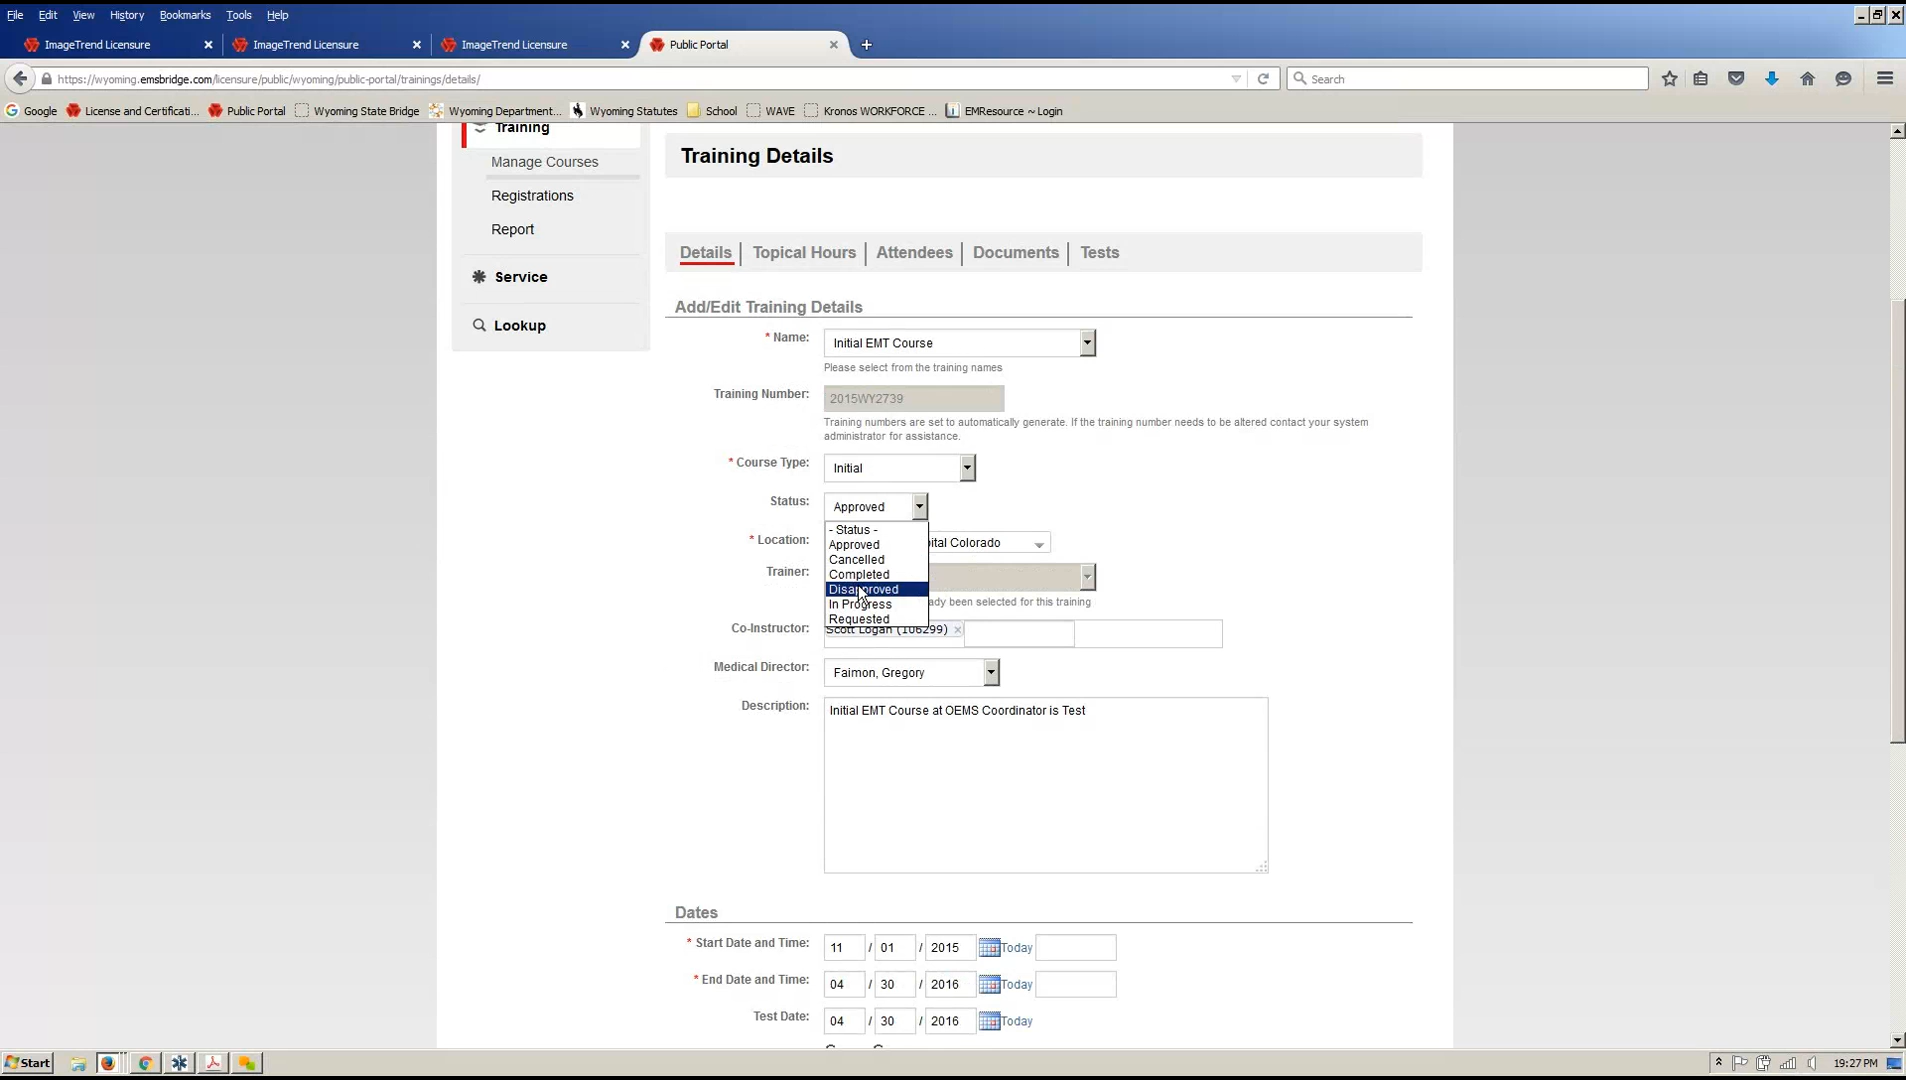 File Edit View History Bookmarks Tools Help
ImageTrend Licensure ImageTrend Licensure ImageTrend Licensure Public Portal
https://wyoming.emsbridge.com/licensure/public/wyoming/public-portal/trainings/details/ Search
Google License and Certificati... Public Portal Wyoming State Bridge Wyoming Department... Wyoming Statutes School WAVE Kronos WORKFORCE ... EMResource ~ Login
Training
Manage Courses
Registrations
Report
Service
Lookup
Training Details
Details Topical Hours Attendees Documents Tests
Add/Edit Training Details
* Name: Initial EMT Course
Please select from the training names
Training Number: 2015WY2739
Training numbers are set to automatically generate. If the training number needs to be altered contact your system
administrator for assistance.
* Course Type: Initial
Status: Approved
- Status -
Approved
Cancelled
Completed
Disapproved
In Progress
Requested
* Location: pital Colorado
Trainer:
ady been selected for this training
Co-Instructor: Scott Logan (106299) ×
Medical Director: Faimon, Gregory
Description: Initial EMT Course at OEMS Coordinator is Test
Dates
* Start Date and Time: 11 / 01 / 2015 Today
* End Date and Time: 04 / 30 / 2016 Today
Test Date: 04 / 30 / 2016 Today
Start 19:27 PM